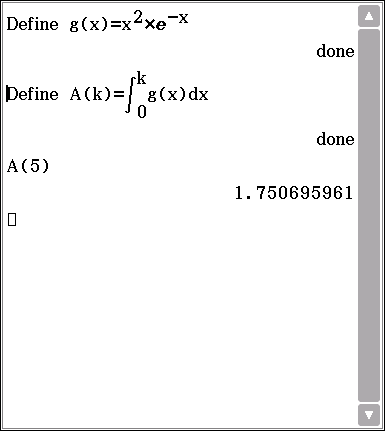 Define g(x)=x²×e⁻ˣ
done
Define A(k)=∫₀ᵏg(x)dx
done
A(5)
1.750695961